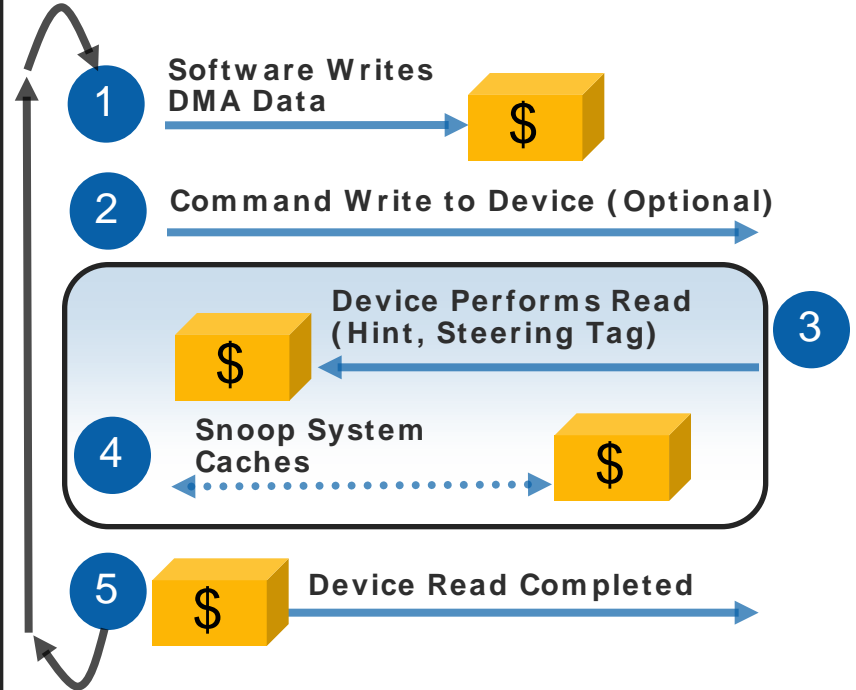 1
Software Writes
DMA Data
$
2
Command Write to Device (Optional)
Device Performs Read
(Hint, Steering Tag)
3
$
4
Snoop System
Caches
$
5
$
Device Read Completed